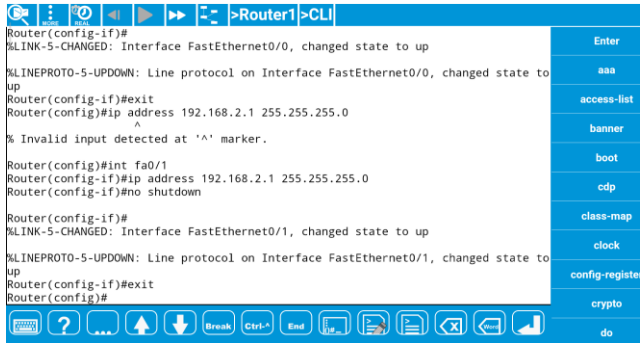 MORE
REAL
>Router1
>CLI
Router(config-if)#
%LINK-5-CHANGED: Interface FastEthernet0/0, changed state to up
%LINEPROTO-5-UPDOWN: Line protocol on Interface FastEthernet0/0, changed state to
up
Router(config-if)#exit
Router(config)#ip address 192.168.2.1 255.255.255.0
^
% Invalid input detected at '^' marker.
Router(config)#int fa0/1
Router(config-if)#ip address 192.168.2.1 255.255.255.0
Router(config-if)#no shutdown
Router(config-if)#
%LINK-5-CHANGED: Interface FastEthernet0/1, changed state to up
%LINEPROTO-5-UPDOWN: Line protocol on Interface FastEthernet0/1, changed state to
up
Router(config-if)#exit
Router(config)#
Enter
aaa
access-list
banner
boot
cdp
class-map
clock
config-register
crypto
do
?
...
Break
Ctrl-^
End
Word